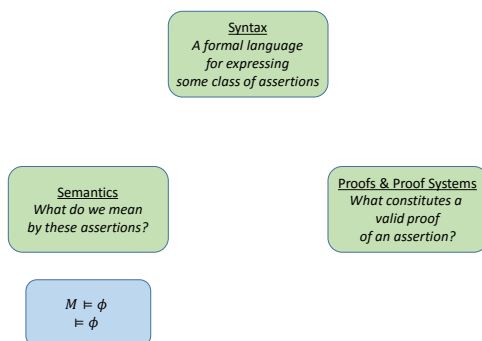 Syntax
A formal language
for expressing
some class of assertions
Semantics
What do we mean
by these assertions?
Proofs & Proof Systems
What constitutes a
valid proof
of an assertion?
M ⊨ ϕ
⊨ ϕ